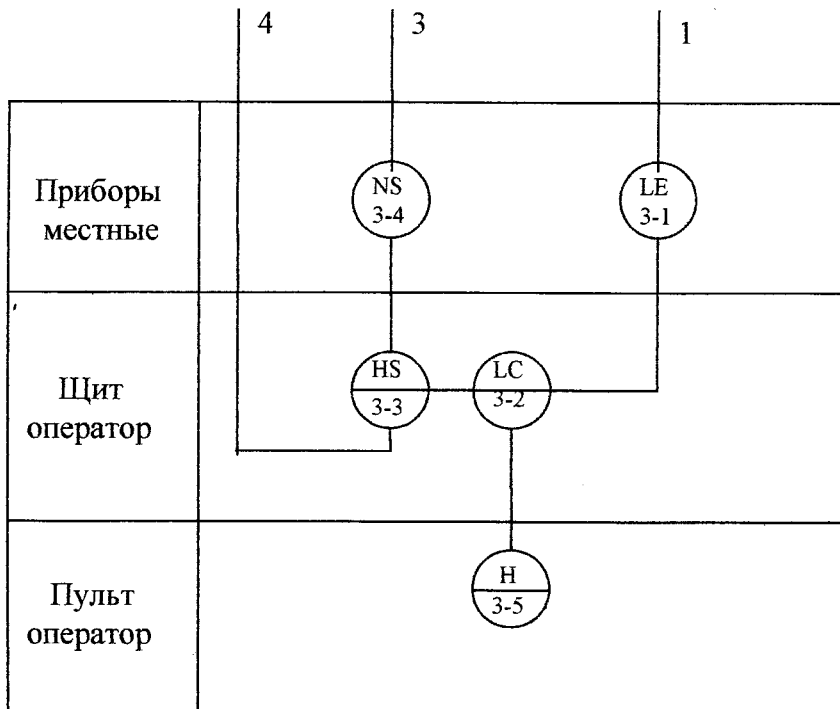 4
3
1
Приборы
местные
NS
3-4
LE
3-1
Щит
оператор
HS
3-3
LC
3-2
Пульт
оператор
H
3-5